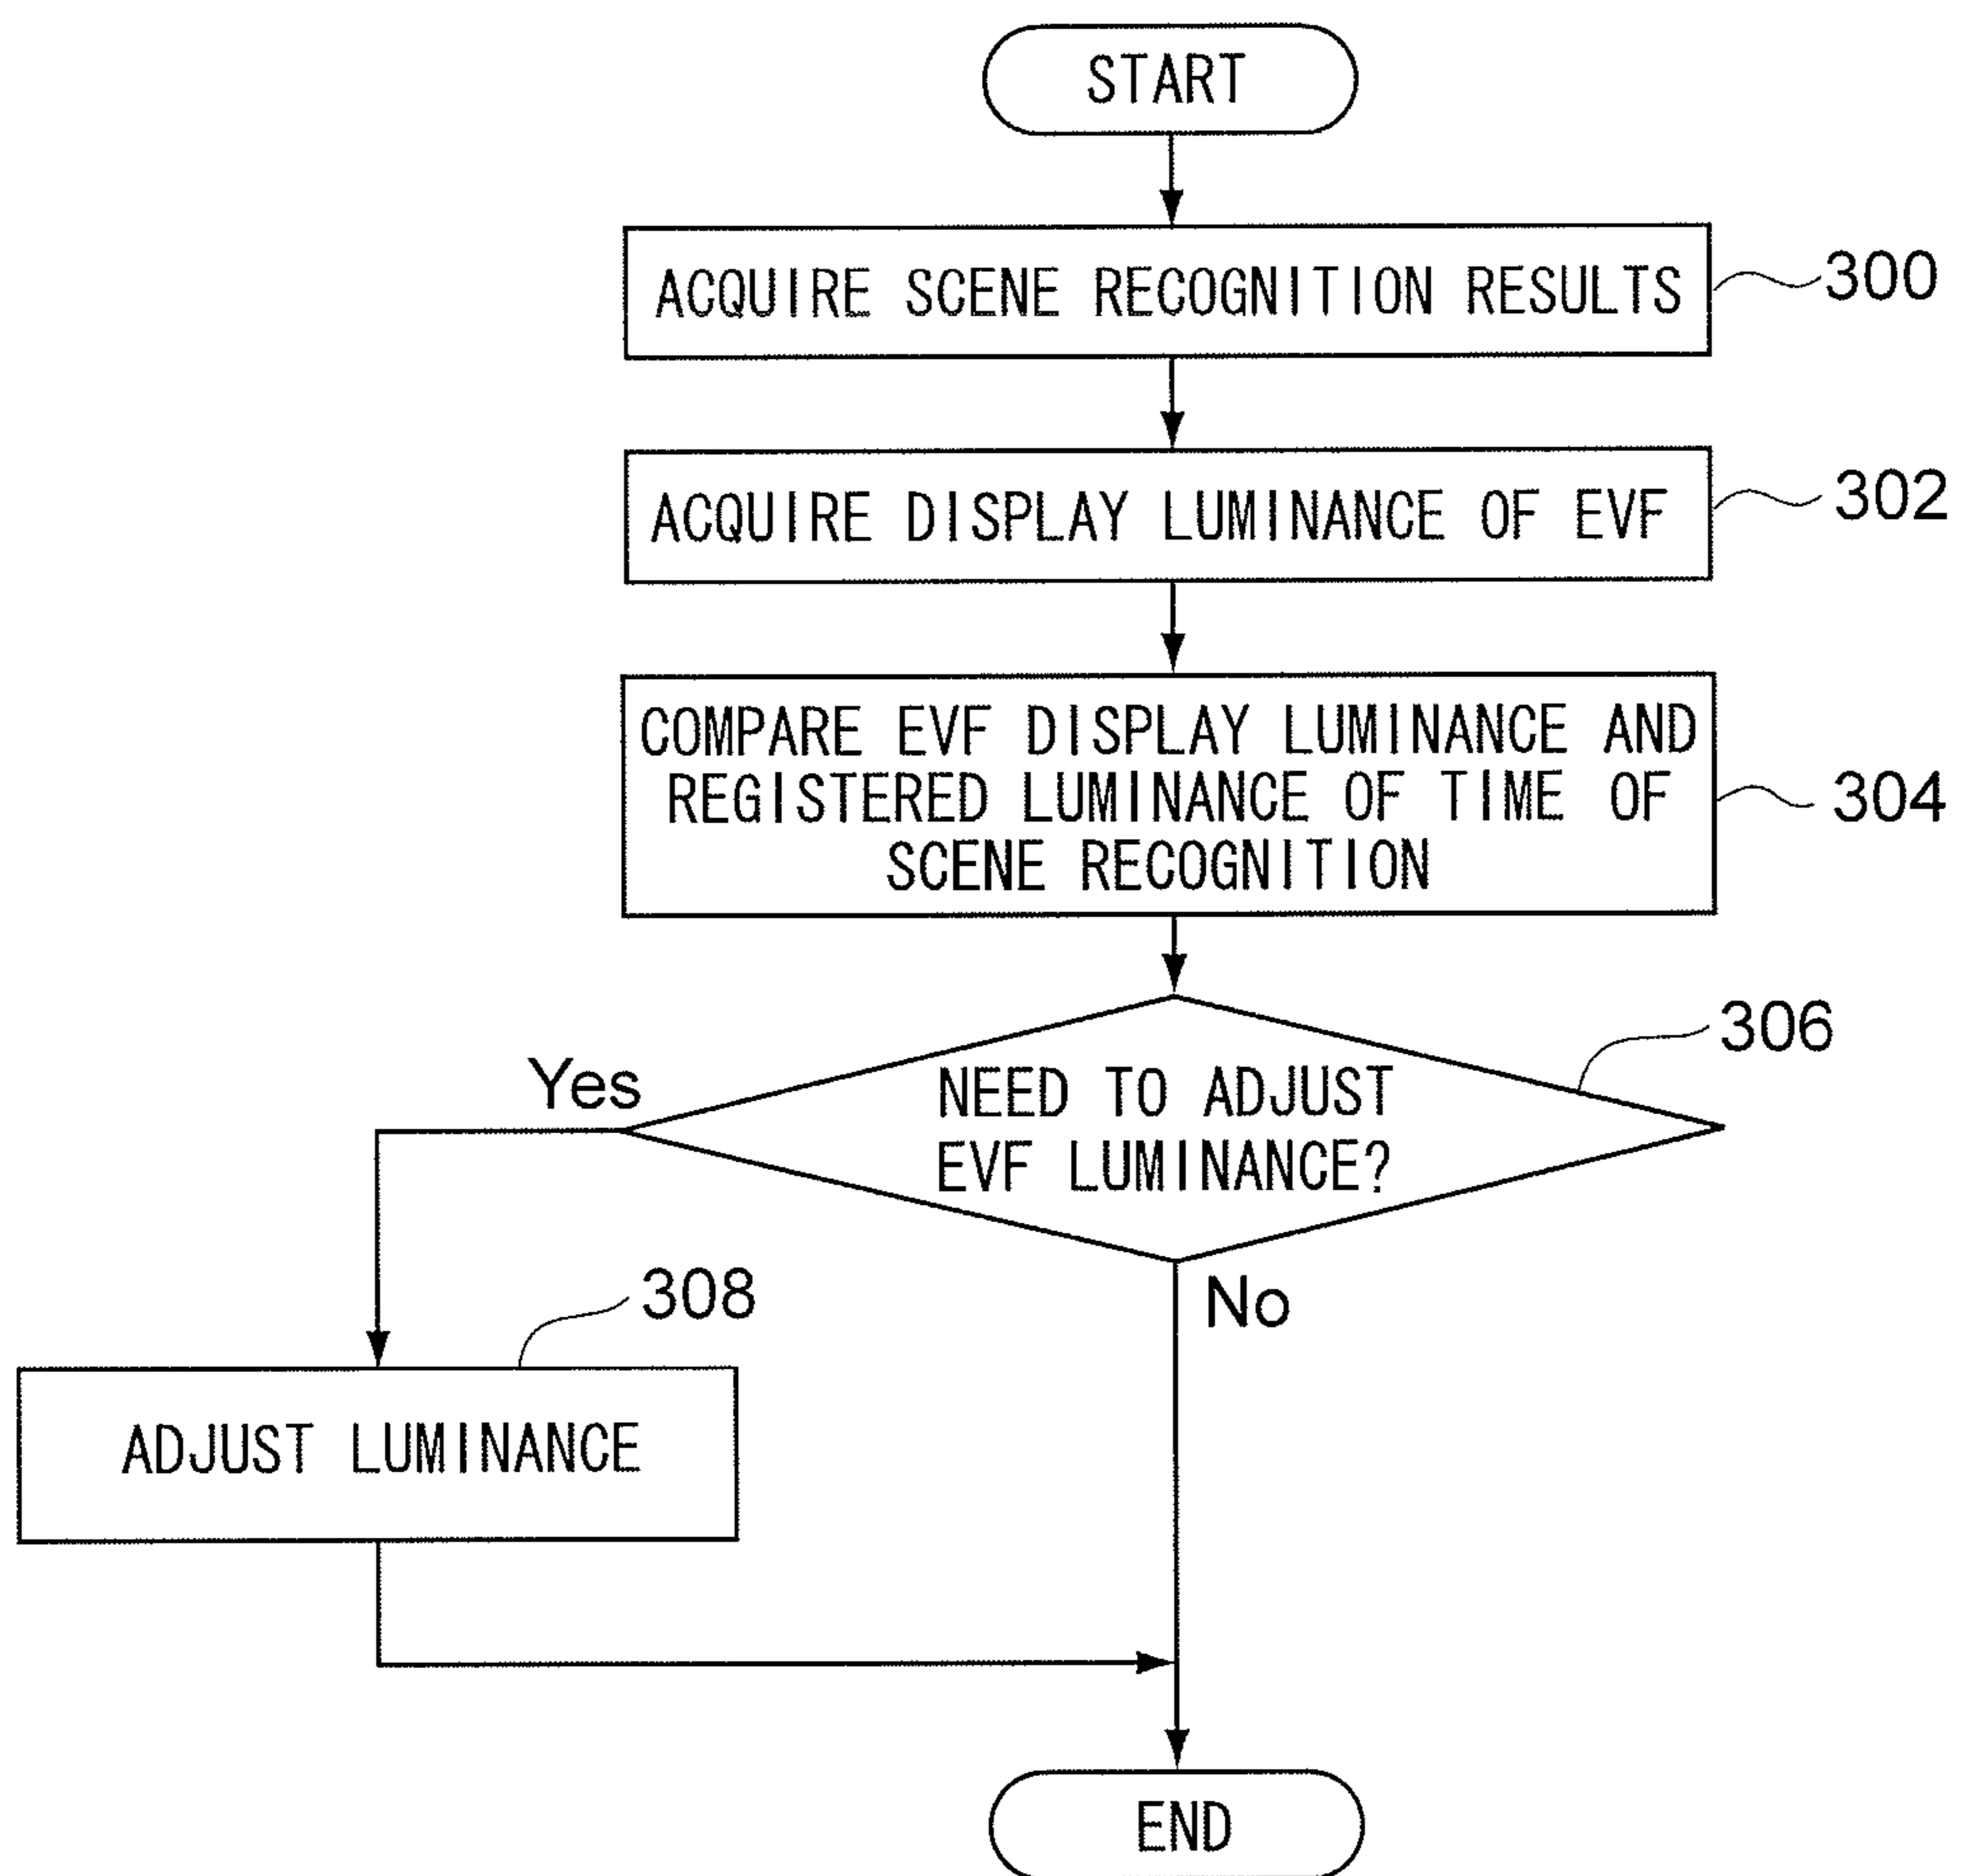 START
ACQUIRE SCENE RECOGNITION RESULTS
300
ACQUIRE DISPLAY LUMINANCE OF EVF
302
COMPARE EVF DISPLAY LUMINANCE AND
REGISTERED LUMINANCE OF TIME OF
SCENE RECOGNITION
304
306
Yes
NEED TO ADJUST
EVF LUMINANCE?
No
308
ADJUST LUMINANCE
END